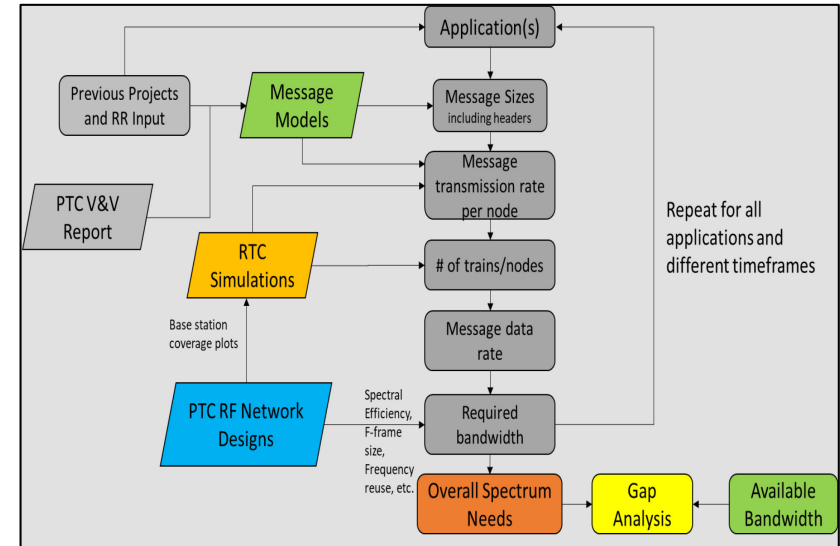 Application(s)
Previous Projects
and RR Input
Message
Models
Message Sizes
including headers
Message
transmission rate
per node
PTC V&V
Report
RTC
Simulations
# of trains/nodes
Repeat for all
applications and
different timeframes
Base station
coverage plots
Message data
rate
PTC RF Network
Designs
Spectral
Efficiency,
F-frame
size,
Frequency
reuse, etc.
Required
bandwidth
Overall Spectrum
Needs
Gap
Analysis
Available
Bandwidth